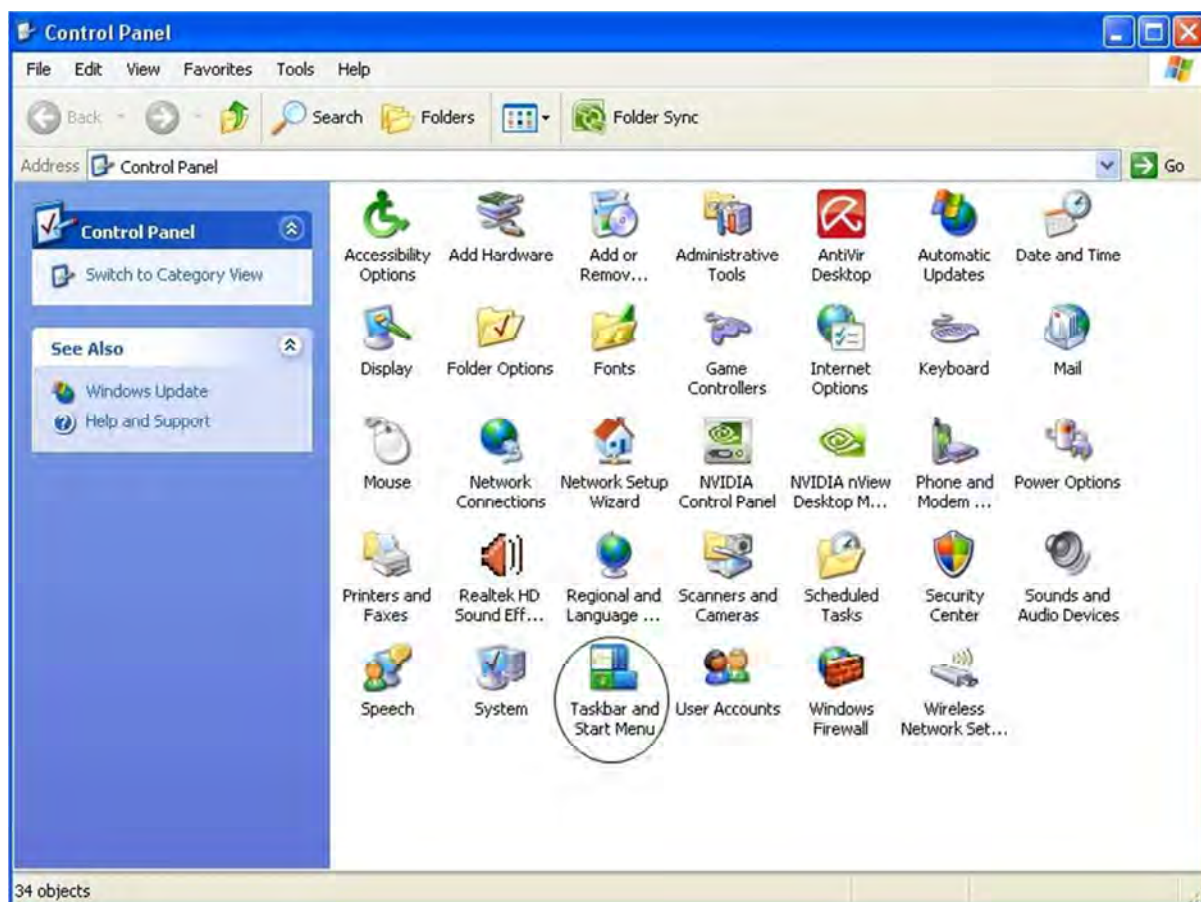 Control Panel
File Edit View Favorites Tools Help
Back Search Folders Folder Sync
Address Control Panel Go
Control Panel
Switch to Category View
See Also
Windows Update
Help and Support
Accessibility Options
Add Hardware
Add or Remov...
Administrative Tools
AntiVir Desktop
Automatic Updates
Date and Time
Display
Folder Options
Fonts
Game Controllers
Internet Options
Keyboard
Mail
Mouse
Network Connections
Network Setup Wizard
NVIDIA Control Panel
NVIDIA nView Desktop M...
Phone and Modem ...
Power Options
Printers and Faxes
Realtek HD Sound Eff...
Regional and Language ...
Scanners and Cameras
Scheduled Tasks
Security Center
Sounds and Audio Devices
Speech
System
Taskbar and Start Menu
User Accounts
Windows Firewall
Wireless Network Set...
34 objects